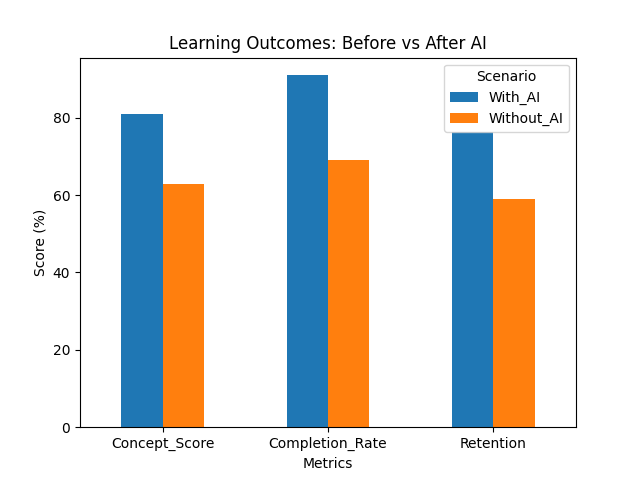 Learning Outcomes: Before vs After AI
Scenario
With_AI
Without_AI
80
60
40
20
0
Score (%)
Concept_Score
Completion_Rate
Retention
Metrics